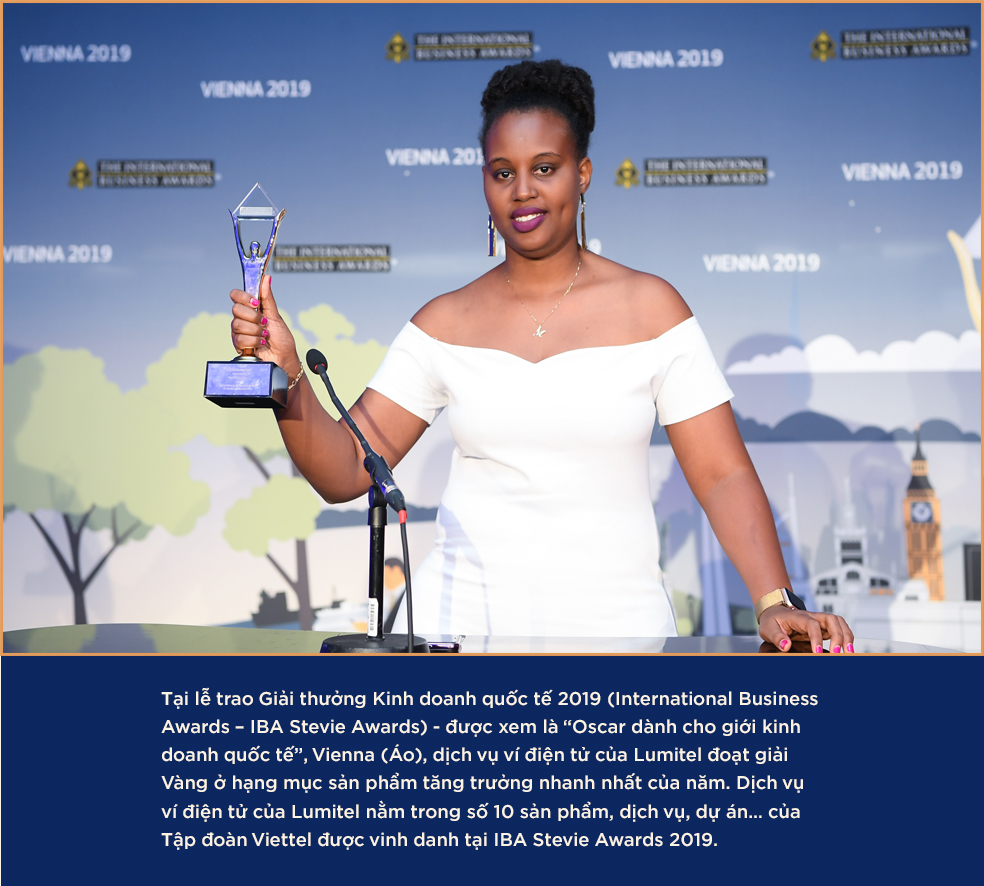 VIENNA 2019
THE INTERNATIONAL
BUSINESS AWARDS
VIENNA 2019
THE INTERNATIONAL
BUSINESS AWARDS
VIENNA 2019
THE INTERNATIONAL
BUSINESS AWARDS
VIENNA 201
THE INTERNATIONAL
BUSINESS AWARDS
VIENNA 2019
VIENNA 2019
THE INTERNATIONAL
BUSINESS AWARDS
VIENNA 2019
Tại lễ trao Giải thưởng Kinh doanh quốc tế 2019 (International Business
Awards – IBA Stevie Awards) - được xem là “Oscar dành cho giới kinh
doanh quốc tế”, Vienna (Áo), dịch vụ ví điện tử của Lumitel đoạt giải
Vàng ở hạng mục sản phẩm tăng trưởng nhanh nhất của năm. Dịch vụ
ví điện tử của Lumitel nằm trong số 10 sản phẩm, dịch vụ, dự án... của
Tập đoàn Viettel được vinh danh tại IBA Stevie Awards 2019.